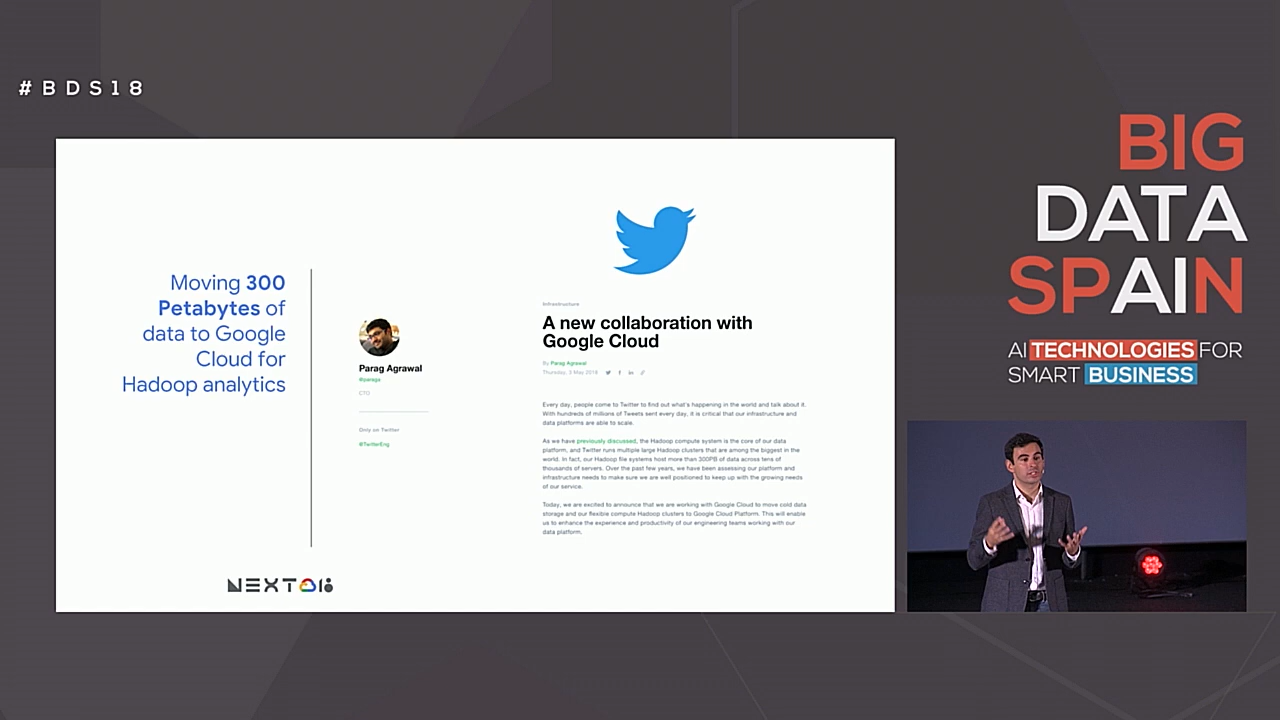 #BDS18
Moving 300
Petabytes of
data to Google
Cloud for
Hadoop analytics
NEXT 18
Parag Agrawal
@paraga
CTO
Only on Twitter
@TwitterEng
Infrastructure
A new collaboration with
Google Cloud
By Parag Agrawal
Thursday, 3 May 2018
Every day, people come to Twitter to find out what's happening in the world and talk about it.
With hundreds of millions of Tweets sent every day, it is critical that our infrastructure and
data platforms are able to scale.
As we have previously discussed, the Hadoop compute system is the core of our data
platform, and Twitter runs multiple large Hadoop clusters that are among the biggest in the
world. In fact, our Hadoop file systems host more than 300PB of data across tens of
thousands of servers. Over the past few years, we have been assessing our platform and
infrastructure needs to make sure we are well positioned to keep up with the growing needs
of our service.
Today, we are excited to announce that we are working with Google Cloud to move cold data
storage and our flexible compute Hadoop clusters to Google Cloud Platform. This will enable
us to enhance the experience and productivity of our engineering teams working with our
data platform.
BIG
DATA
SPAIN
AI TECHNOLOGIES FOR
SMART BUSINESS